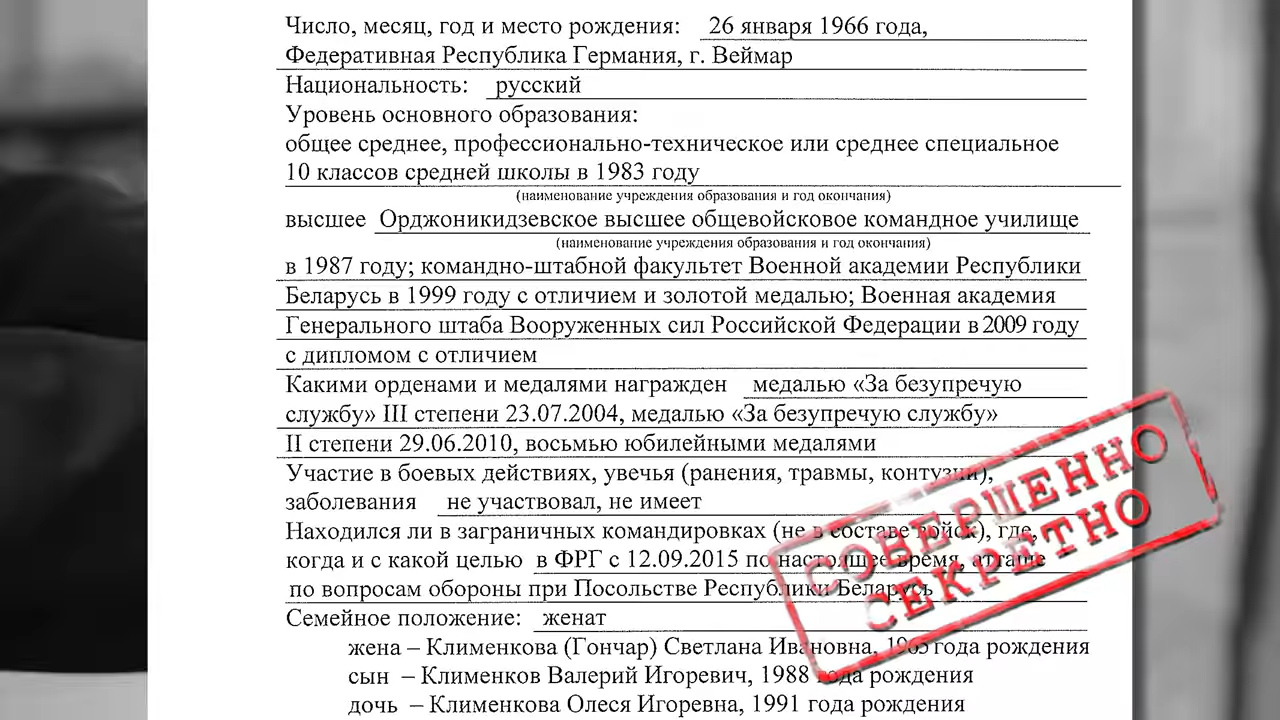 Число, месяц, год и место рождения: 26 января 1966 года,
Федеративная Республика Германия, г. Веймар
Национальность: русский
Уровень основного образования:
общее среднее, профессионально-техническое или среднее специальное
10 классов средней школы в 1983 году
(наименование учреждения образования и год окончания)
высшее Орджоникидзевское высшее общевойсковое командное училище
(наименование учреждения образования и год окончания)
в 1987 году; командно-штабной факультет Военной академии Республики
Беларусь в 1999 году с отличием и золотой медалью; Военная академия
Генерального штаба Вооруженных сил Российской Федерации в 2009 году
с дипломом с отличием
Какими орденами и медалями награжден медалью «За безупречную
службу» III степени 23.07.2004, медалью «За безупречую службу»
II степени 29.06.2010, восьмью юбилейными медалями
Участие в боевых действиях, увечья (ранения, травмы, контузии),
заболевания не участвовал, не имеет
Находился ли в заграничных командировках (не в составе войск), где,
когда и с какой целью в ФРГ с 12.09.2015 по настоящее время, атташе
по вопросам обороны при Посольстве Республики Беларусь
Семейное положение: женат
жена – Клименкова (Гончар) Светлана Ивановна, 1965 года рождения
сын – Клименков Валерий Игоревич, 1988 года рождения
дочь – Клименкова Олеся Игоревна, 1991 года рождения
СОВЕРШЕННО
СЕКРЕТНО